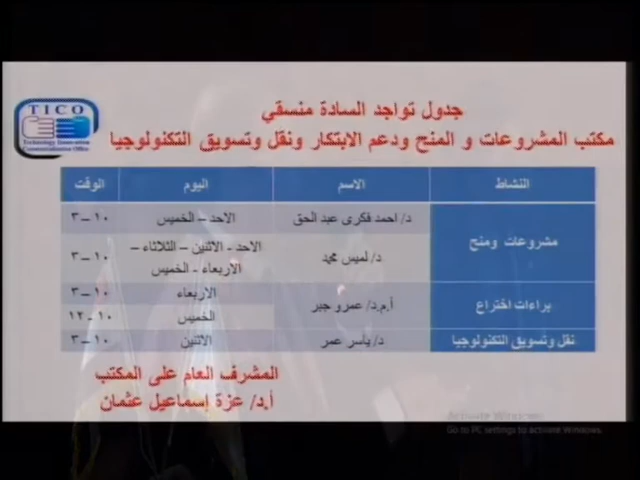 TICO
Technology Innovation
Commercialization Office
جدول تواجد السادة منسقي
مكتب المشروعات و المنح ودعم الابتكار ونقل وتسويق التكنولوجيا
النشاط الاسم اليوم الوقت
مشروعات ومنح د/ احمد فكرى عبد الحق الاحد – الخميس ١٠ – ٣
د/ لميس محمد الاحد - الاثنين – الثلاثاء – الاربعاء - الخميس ١٠ – ٣
براءات اختراع أ.م.د/ عمرو جبر الاربعاء ١٠ – ٣
الخميس ١٠ - ١٢
نقل وتسويق التكنولوجيا د/ ياسر عمر الاثنين ١٠ – ٣
المشرف العام على المكتب
أ.د/ عزة إسماعيل عثمان
Activate Windows
Go to PC settings to activate Windows.